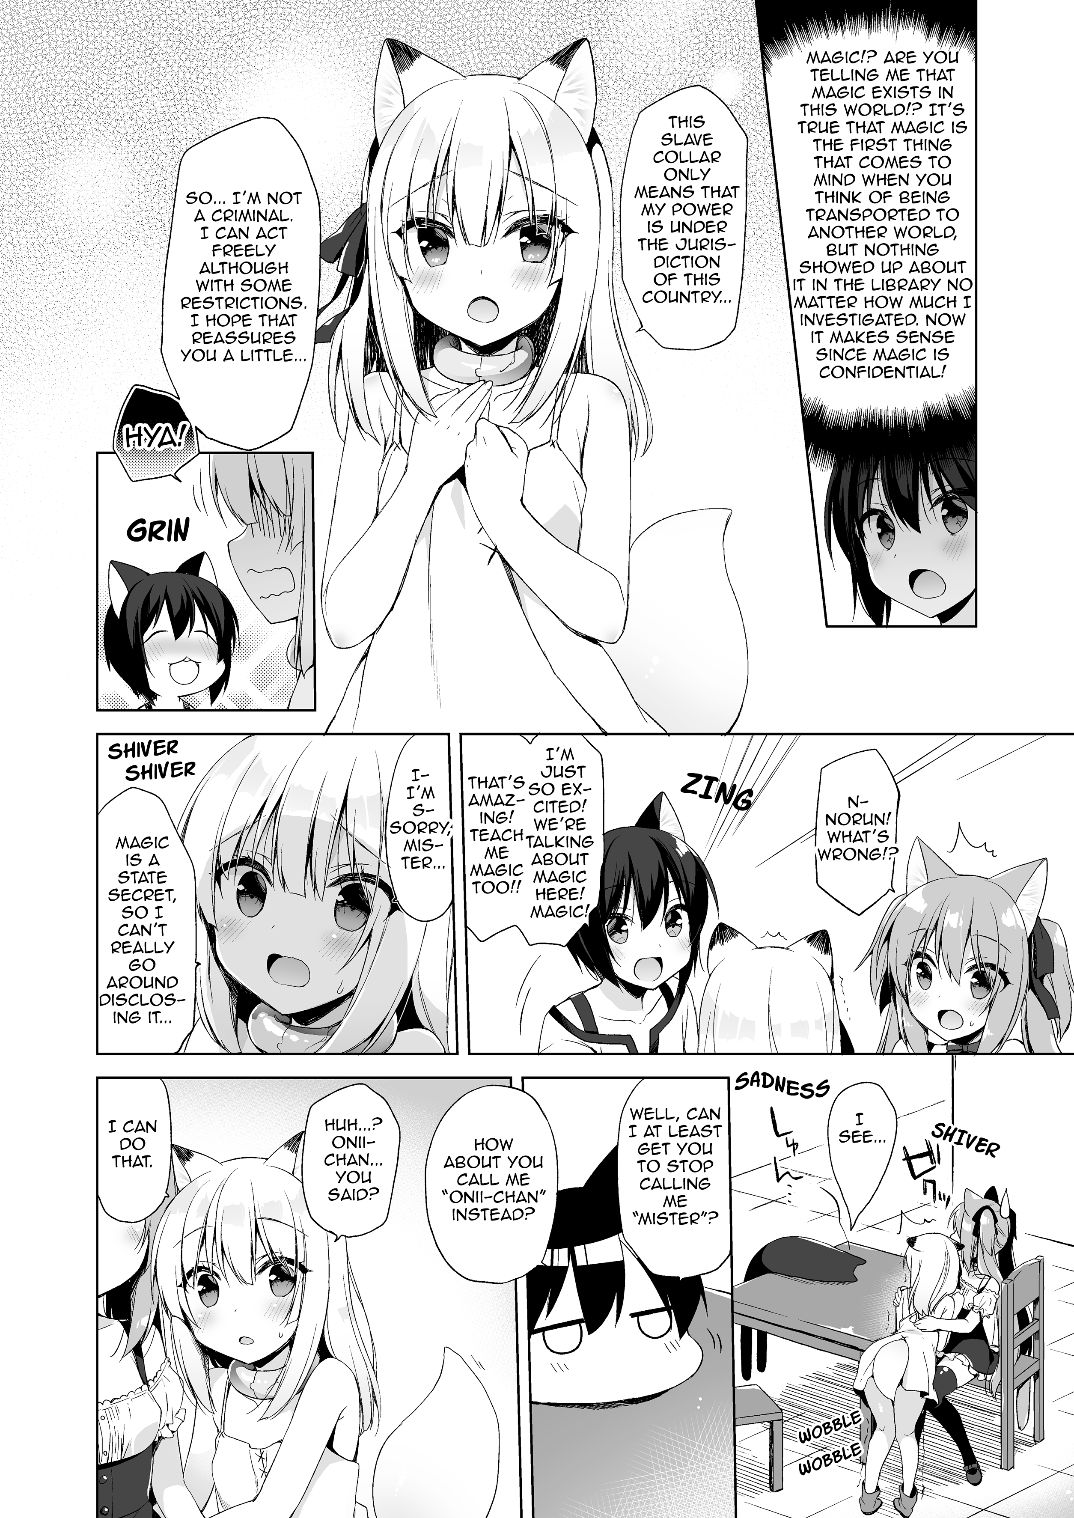 MAGIC!? ARE YOU
TELLING ME THAT
MAGIC EXISTS IN
THIS WORLD!? IT'S
TRUE THAT MAGIC IS
THE FIRST THING
THAT COMES TO
MIND WHEN YOU
THINK OF BEING
TRANSPORTED TO
ANOTHER WORLD,
BUT NOTHING
SHOWED UP ABOUT
IT IN THE LIBRARY NO
MATTER HOW MUCH I
INVESTIGATED. NOW
IT MAKES SENSE
SINCE MAGIC IS
CONFIDENTIAL!
THIS
SLAVE
COLLAR
ONLY
MEANS THAT
MY POWER
IS UNDER
THE JURIS-
DICTION
OF THIS
COUNTRY...
SO... I'M NOT
A CRIMINAL.
I CAN ACT
FREELY
ALTHOUGH
WITH SOME
RESTRICTIONS.
I HOPE THAT
REASSURES
YOU A LITTLE...
HYA!
GRIN
N-
NORUN!
WHAT'S
WRONG!?
ZING
I'M
JUST
SO EX-
CITED!
WE'RE
TALKING
ABOUT
MAGIC
HERE!
MAGIC!
THAT'S
AMAZ-
ING!
TEACH
ME
MAGIC
TOO!!
I-
I'M
S-
SORRY,
MIS-
TER...
SHIVER
SHIVER
MAGIC
IS A
STATE
SECRET,
SO I
CAN'T
REALLY
GO
AROUND
DISCLOS-
ING IT...
I
SEE...
SADNESS
しゅん…
SHIVER
ゼロッ
WOBBLE
WOBBLE
WELL, CAN
I AT LEAST
GET YOU
TO STOP
CALLING
ME
"MISTER"?
HOW
ABOUT YOU
CALL ME
"ONII-CHAN"
INSTEAD?
HUH...?
ONII-
CHAN...
YOU
SAID?
I CAN
DO
THAT.